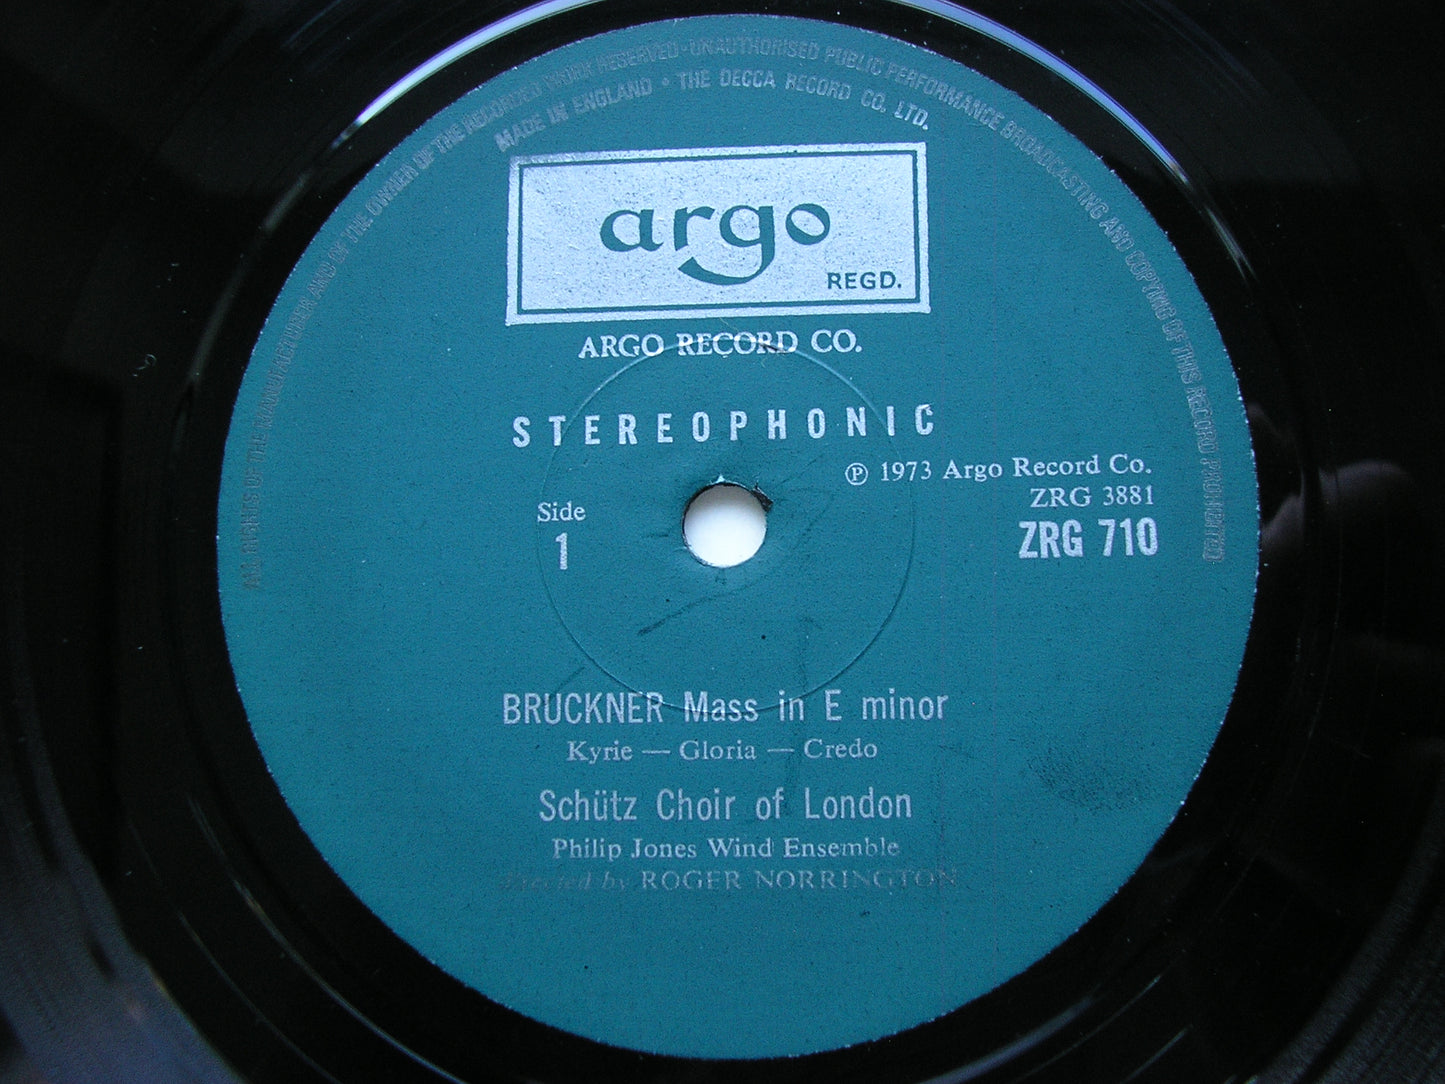 ALL RIGHTS OF THE MANUFACTURER AND OF THE OWNER OF THE RECORDED WORK RESERVED · UNAUTHORISED PUBLIC PERFORMANCE BROADCASTING AND COPYING OF THIS RECORD PROHIBITED
MADE IN ENGLAND • THE DECCA RECORD CO. LTD.
argo
REGD.
ARGO RECORD CO.
STEREOPHONIC
℗ 1973 Argo Record Co.
ZRG 3881
ZRG 710
Side
1
BRUCKNER Mass in E minor
Kyrie — Gloria — Credo
Schütz Choir of London
Philip Jones Wind Ensemble
directed by ROGER NORRINGTON